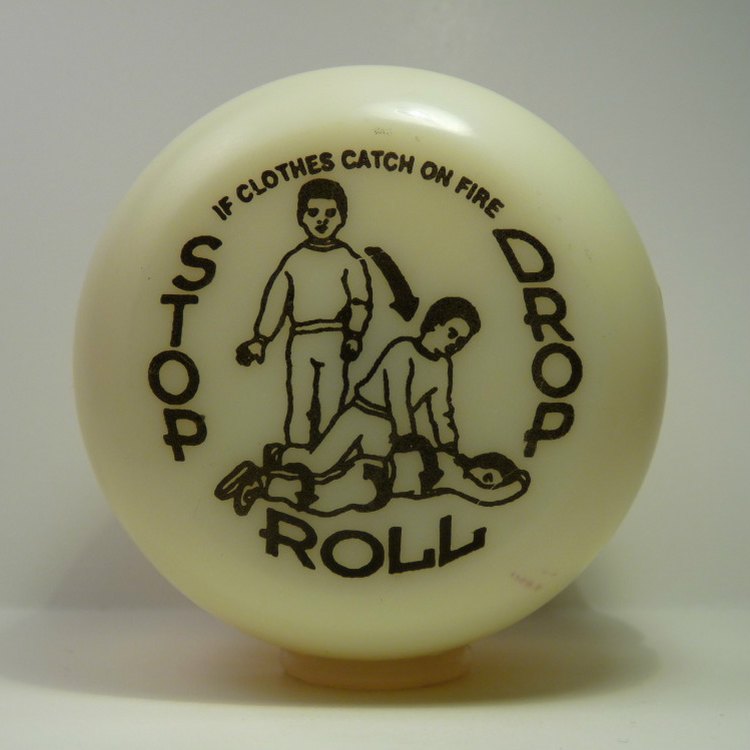 IF CLOTHES CATCH ON FIRE
STOP
DROP
ROLL